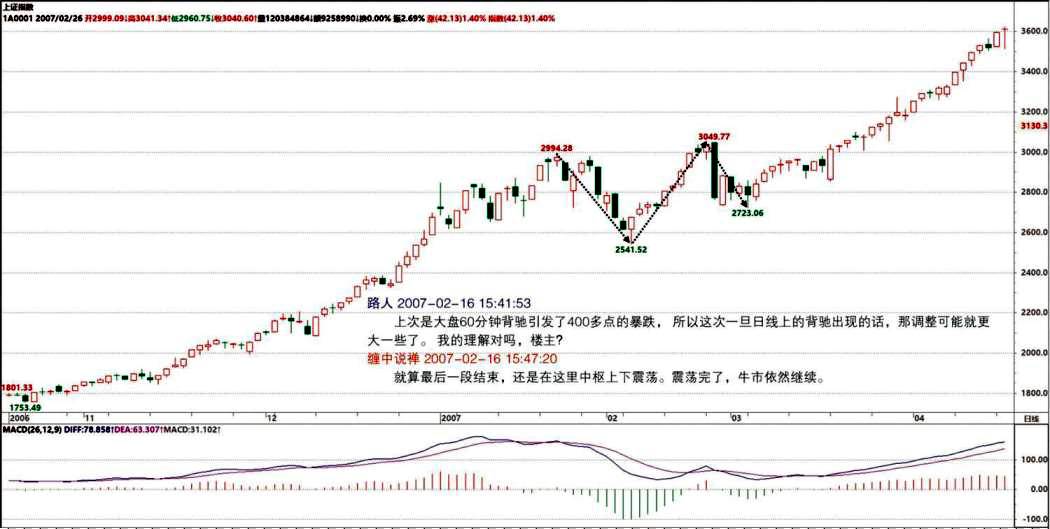 上证指数
1A0001 2007/02/26 开2999.09↓高3041.34↑低2960.75↓收3040.60↑量120384864↓额9258990↓换0.00% 振2.69% 涨(42.13)1.40% 指数(42.13)1.40%
3600.0
3400.0
3200.0
3130.3
3049.77
2994.28
3000.0
2800.0
2723.06
2600.0
2541.52
2400.0
路人 2007-02-16 15:41:53
上次是大盘60分钟背驰引发了400多点的暴跌， 所以这次一旦日线上的背驰出现的话，那调整可能就更
2200.0
大一些了。 我的理解对吗，楼主？
缠中说禅 2007-02-16 15:47:20
2000.0
就算最后一段结束，还是在这里中枢上下震荡。震荡完了，牛市依然继续。
1801.33
1800.0
1753.49
2006 11 12 2007 02 03 04 日线
MACD(26,12,9) DIFF:78.858↑DEA:63.307↑MACD:31.102↑
100.00
0.00
-100.0